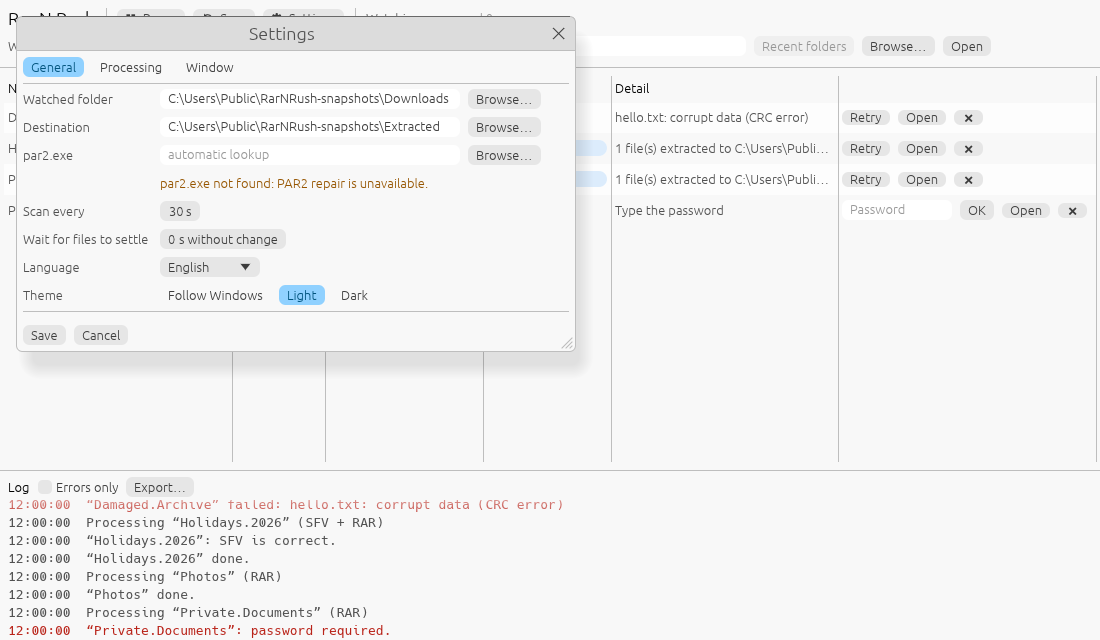 Settings
Recent folders Browse… Open
General Processing Window
Watched folder C:\Users\Public\RarNRush-snapshots\Downloads Browse…
Destination C:\Users\Public\RarNRush-snapshots\Extracted Browse…
par2.exe automatic lookup Browse…
par2.exe not found: PAR2 repair is unavailable.
Scan every 30 s
Wait for files to settle 0 s without change
Language English
Theme Follow Windows Light Dark
Save Cancel
Detail
hello.txt: corrupt data (CRC error) Retry Open ×
1 file(s) extracted to C:\Users\Publi… Retry Open ×
1 file(s) extracted to C:\Users\Publi… Retry Open ×
Type the password Password OK Open ×
Log Errors only Export…
12:00:00 “Damaged.Archive” failed: hello.txt: corrupt data (CRC error)
12:00:00 Processing “Holidays.2026” (SFV + RAR)
12:00:00 “Holidays.2026”: SFV is correct.
12:00:00 “Holidays.2026” done.
12:00:00 Processing “Photos” (RAR)
12:00:00 “Photos” done.
12:00:00 Processing “Private.Documents” (RAR)
12:00:00 “Private.Documents”: password required.